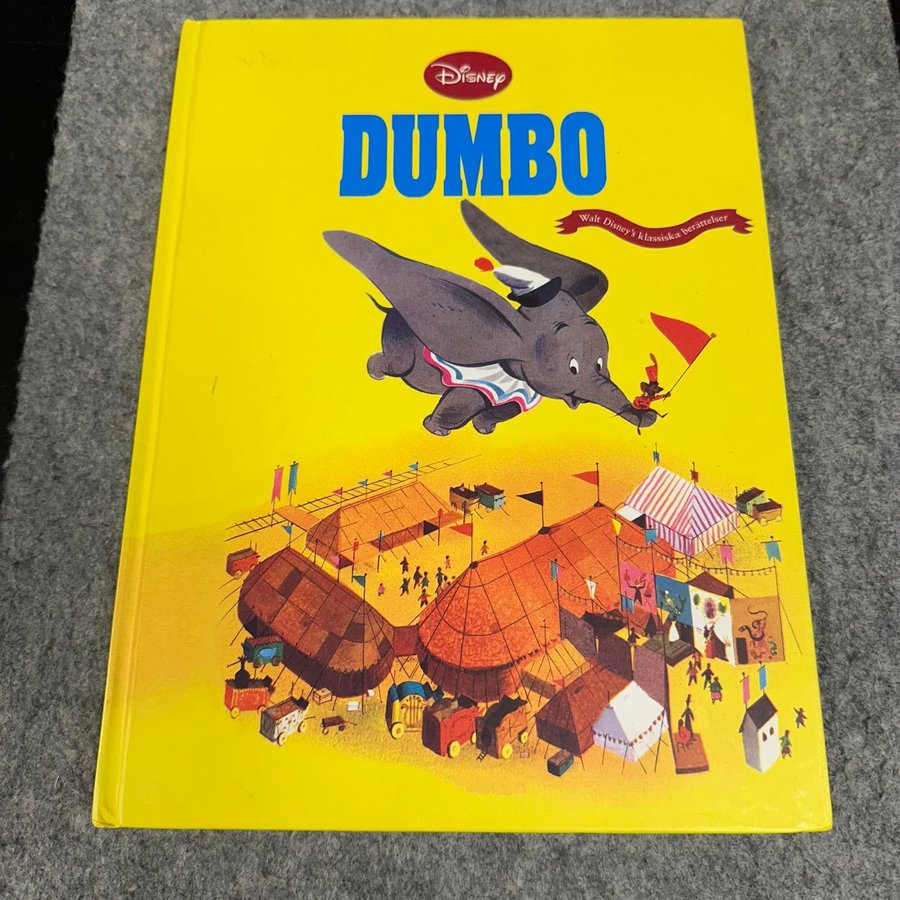 Disney
DUMBO
Walt Disney's klassiska berättelser